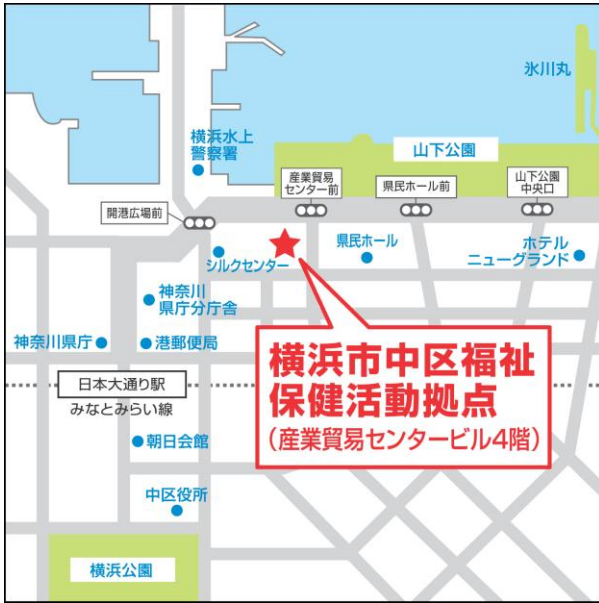 氷川丸
横浜水上
警察署
山下公園
産業貿易
センター前
県民ホール前
山下公園
中央口
開港広場前
シルクセンター
県民ホール
ホテル
ニューグランド
神奈川
県庁分庁舎
神奈川県庁
港郵便局
横浜市中区福祉
保健活動拠点
(産業貿易センタービル4階)
日本大通り駅
みなとみらい線
朝日会館
中区役所
横浜公園